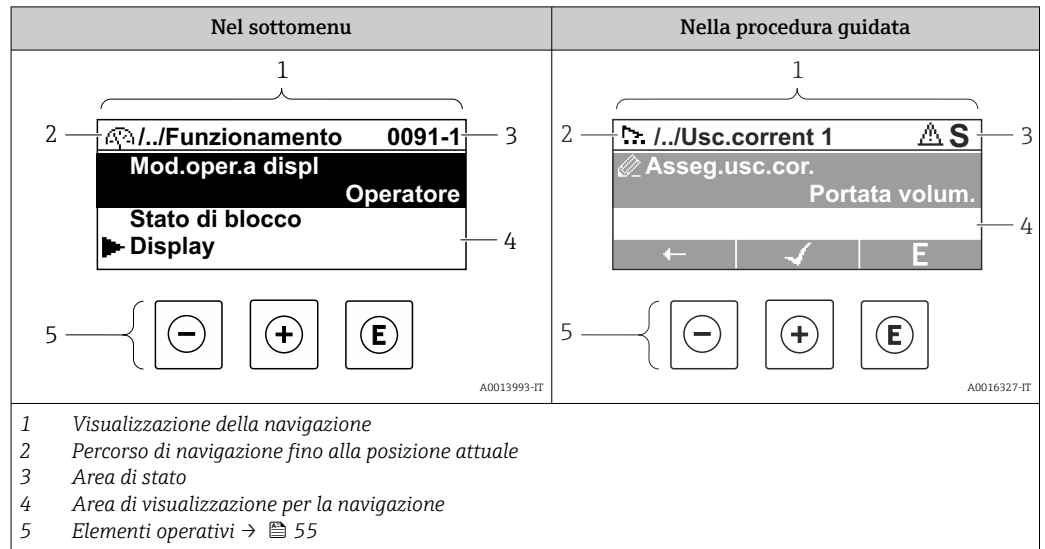 Nel sottomenu
Nella procedura guidata
1
2
/../Funzionamento 0091-1
3
Mod.oper.a displ
Operatore
Stato di blocco
Display
4
5
E
A0013993-IT
1
2
/../Usc.corrent 1 S
3
Asseg.usc.cor.
Portata volum.
4
← ✓ E
5
E
A0016327-IT
1 Visualizzazione della navigazione
2 Percorso di navigazione fino alla posizione attuale
3 Area di stato
4 Area di visualizzazione per la navigazione
5 Elementi operativi → 55